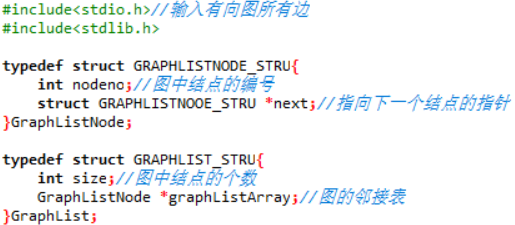 #include<stdio.h>//输入有向图所有边
#include<stdlib.h>
typedef struct GRAPHLISTNODE_STRU{
int nodeno;//图中结点的编号
struct GRAPHLISTNOOE_STRU *next;//指向下一个结点的指针
}GraphListNode;
typedef struct GRAPHLIST_STRU{
int size;//图中结点的个数
GraphListNode *graphListArray;//图的邻接表
}GraphList;